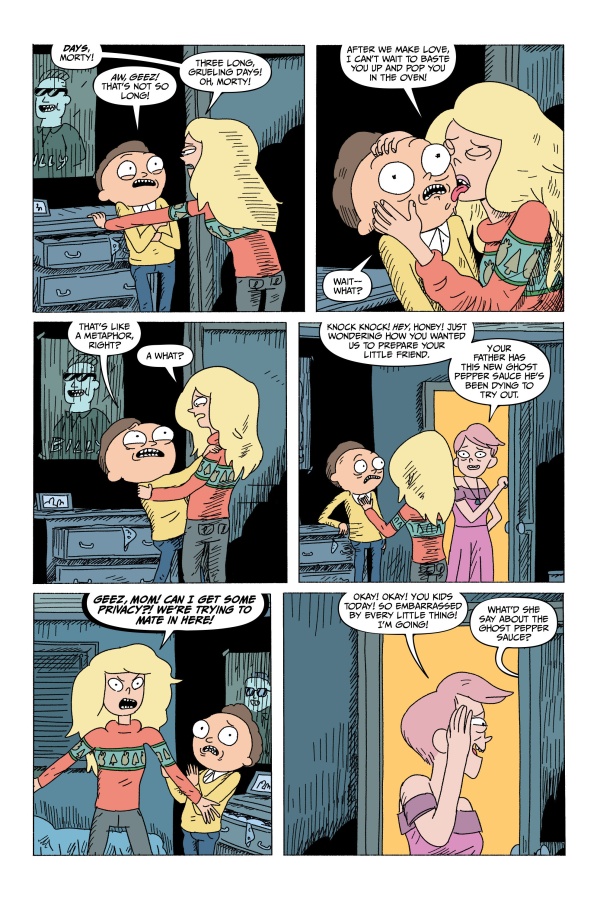 DAYS,
MORTY!
AW, GEEZ!
THAT'S NOT SO
LONG!
THREE LONG,
GRUELING DAYS!
OH, MORTY!
BILLY
AFTER WE MAKE LOVE,
I CAN'T WAIT TO BASTE
YOU UP AND POP YOU
IN THE OVEN!
WAIT—
WHAT?
THAT'S LIKE
A METAPHOR,
RIGHT?
A WHAT?
BILLY
KNOCK KNOCK! HEY, HONEY! JUST
WONDERING HOW YOU WANTED
US TO PREPARE YOUR
LITTLE FRIEND.
YOUR
FATHER HAS
THIS NEW GHOST
PEPPER SAUCE HE'S
BEEN DYING TO
TRY OUT.
GEEZ, MOM! CAN I GET SOME
PRIVACY?! WE'RE TRYING TO
MATE IN HERE!
OKAY! OKAY! YOU KIDS
TODAY! SO EMBARRASSED
BY EVERY LITTLE THING!
I'M GOING!
WHAT'D SHE
SAY ABOUT THE
GHOST PEPPER
SAUCE?